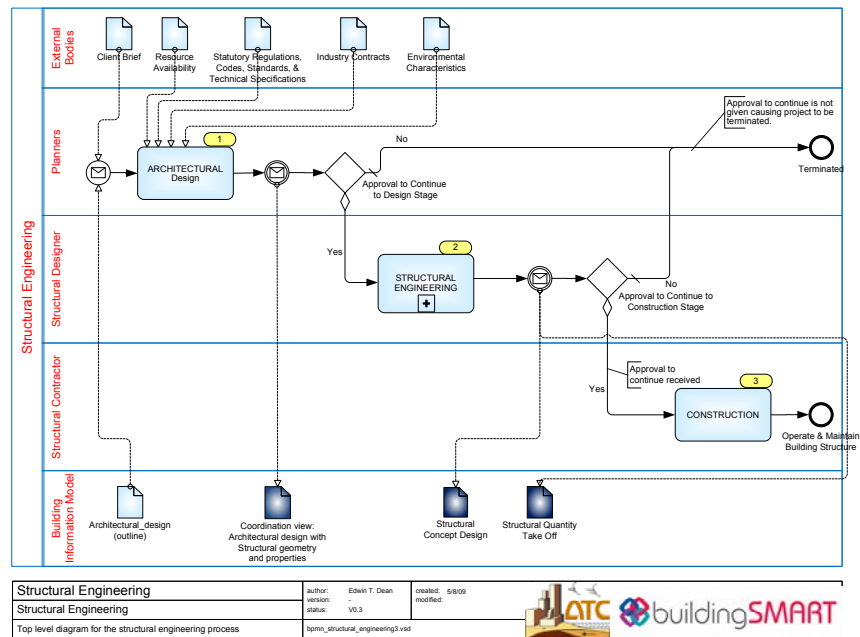 Structural Engineering
External
Bodies
Client Brief
Resource
Availability
Statutory Regulations,
Codes, Standards, &
Technical Specifications
Industry Contracts
Environmental
Characteristics
Planners
1
ARCHITECTURAL
Design
No
Approval to Continue
to Design Stage
Approval to continue is not
given causing project to be
terminated.
Terminated
Structural Designer
Yes
2
STRUCTURAL
ENGINEERING
No
Approval to Continue to
Construction Stage
Structural Contractor
Approval to
continue received
Yes
3
CONSTRUCTION
Operate & Maintain
Building Structure
Building
Information Model
Architectural_design
(outline)
Coordination view:
Architectural design with
Structural geometry
and properties
Structural
Concept Design
Structural Quantity
Take Off
Structural Engineering
Structural Engineering
Top level diagram for the structural engineering process
author: Edwin T. Dean
version: -
status: V0.3
created: 5/8/09
modified:
bpmn_structural_engineering3.vsd
ATC
buildingSMART